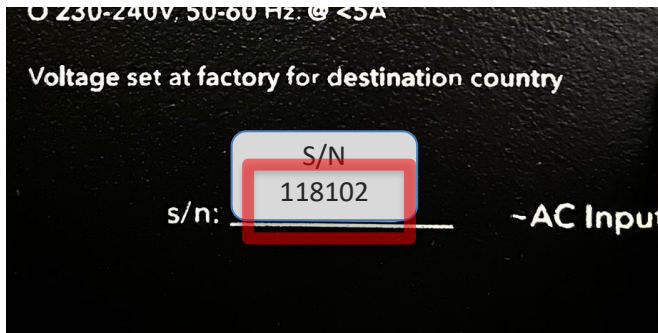 O 230-240V, 50-60 Hz. @ <5A
Voltage set at factory for destination country
S/N
118102
s/n:
~AC Input